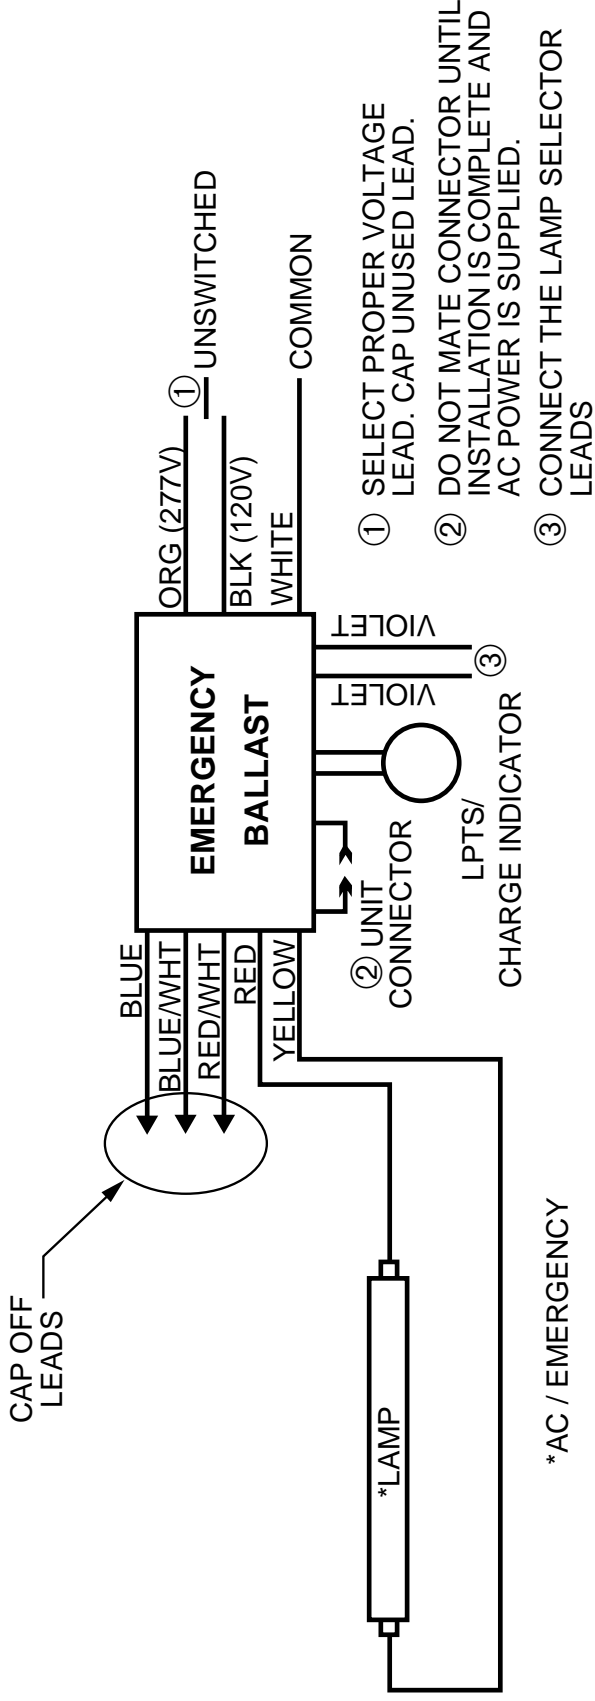 CAP OFF
LEADS
BLUE
BLUE/WHT
RED/WHT
RED
YELLOW
EMERGENCY
BALLAST
ORG (277V)
BLK (120V)
WHITE
① UNSWITCHED
COMMON
② UNIT
CONNECTOR
LPTS/
CHARGE INDICATOR
VIOLET
VIOLET
③
*LAMP
*AC / EMERGENCY
① SELECT PROPER VOLTAGE
LEAD. CAP UNUSED LEAD.
② DO NOT MATE CONNECTOR UNTIL
INSTALLATION IS COMPLETE AND
AC POWER IS SUPPLIED.
③ CONNECT THE LAMP SELECTOR
LEADS